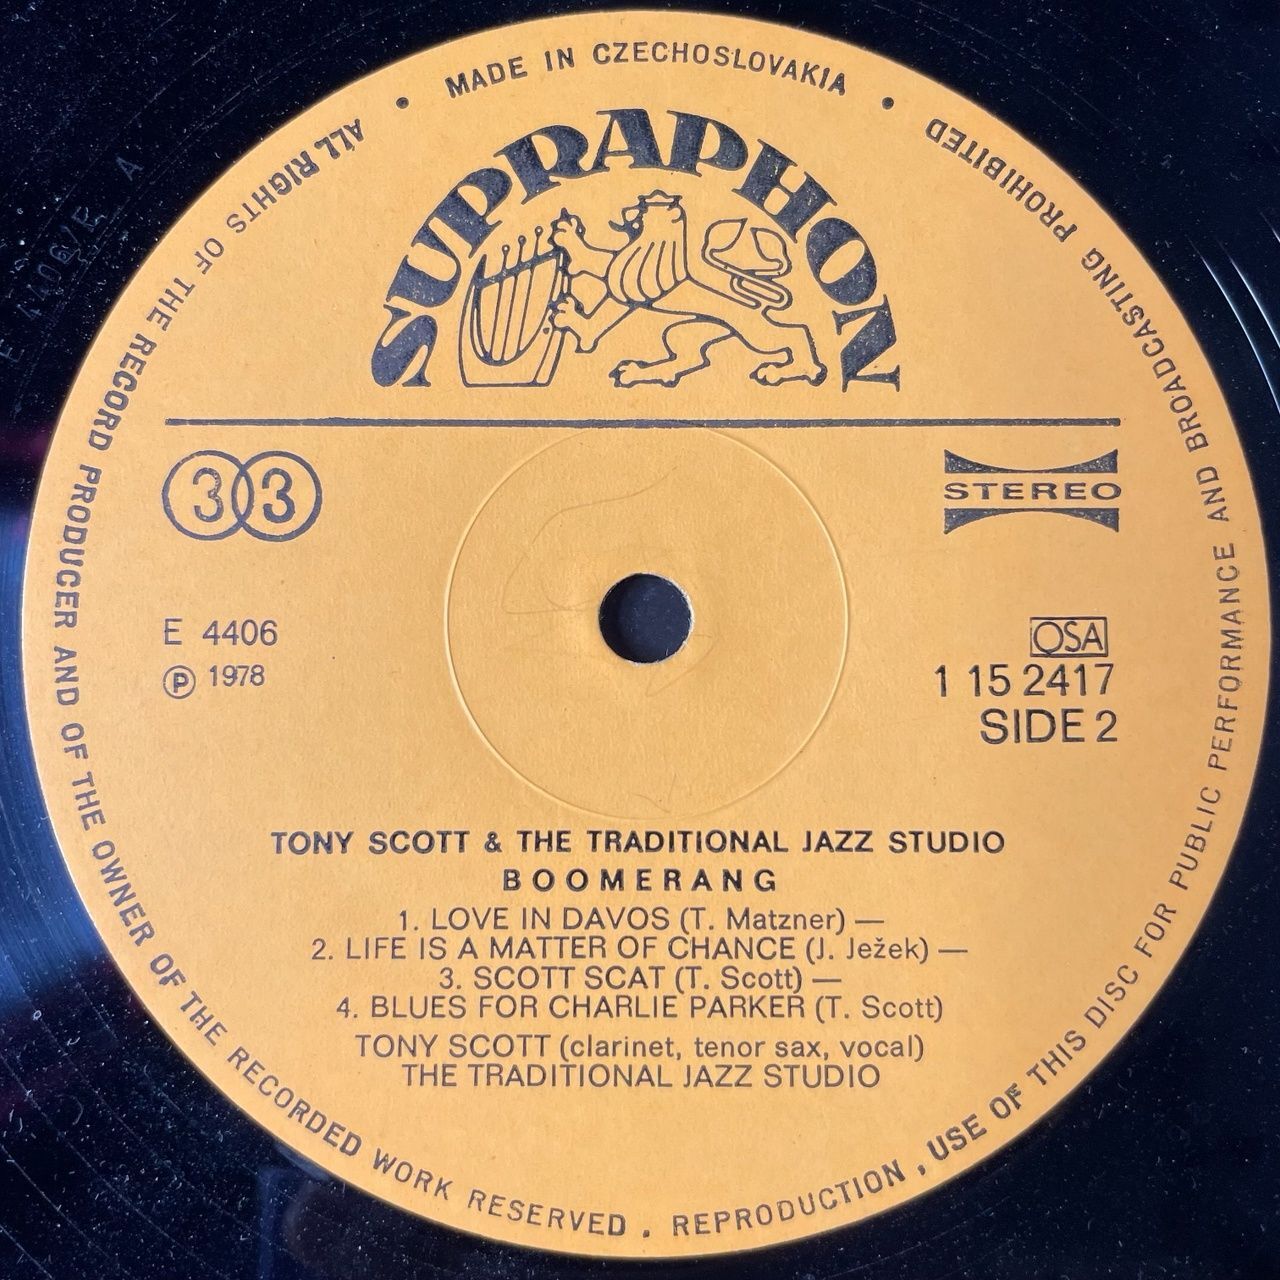 MADE IN CZECHOSLOVAKIA
SUPRAPHON
33
STEREO
E 4406
Ⓟ 1978
OSA
1 15 2417
SIDE 2
TONY SCOTT & THE TRADITIONAL JAZZ STUDIO
BOOMERANG
1. LOVE IN DAVOS (T. Matzner) —
2. LIFE IS A MATTER OF CHANCE (J. Ježek) —
3. SCOTT SCAT (T. Scott) —
4. BLUES FOR CHARLIE PARKER (T. Scott)
TONY SCOTT (clarinet, tenor sax, vocal)
THE TRADITIONAL JAZZ STUDIO
ALL RIGHTS OF THE RECORD PRODUCER AND OF THE OWNER OF THE RECORDED WORK RESERVED . REPRODUCTION , USE OF THIS DISC FOR PUBLIC PERFORMANCE AND BROADCASTING PROHIBITED